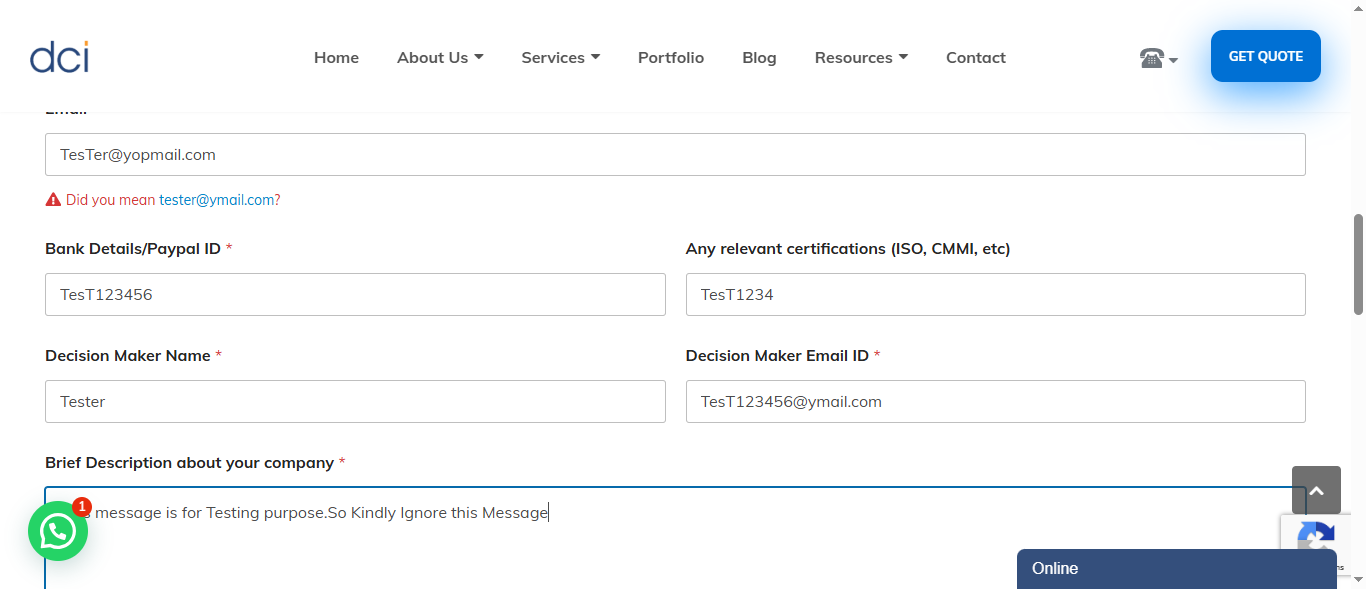 dci
Home About Us Services Portfolio Blog Resources Contact
GET QUOTE
Email
TesTer@yopmail.com
Did you mean tester@ymail.com?
Bank Details/Paypal ID * Any relevant certifications (ISO, CMMI, etc)
TesT123456 TesT1234
Decision Maker Name * Decision Maker Email ID *
Tester TesT123456@ymail.com
Brief Description about your company *
1
message is for Testing purpose.So Kindly Ignore this Message
Online